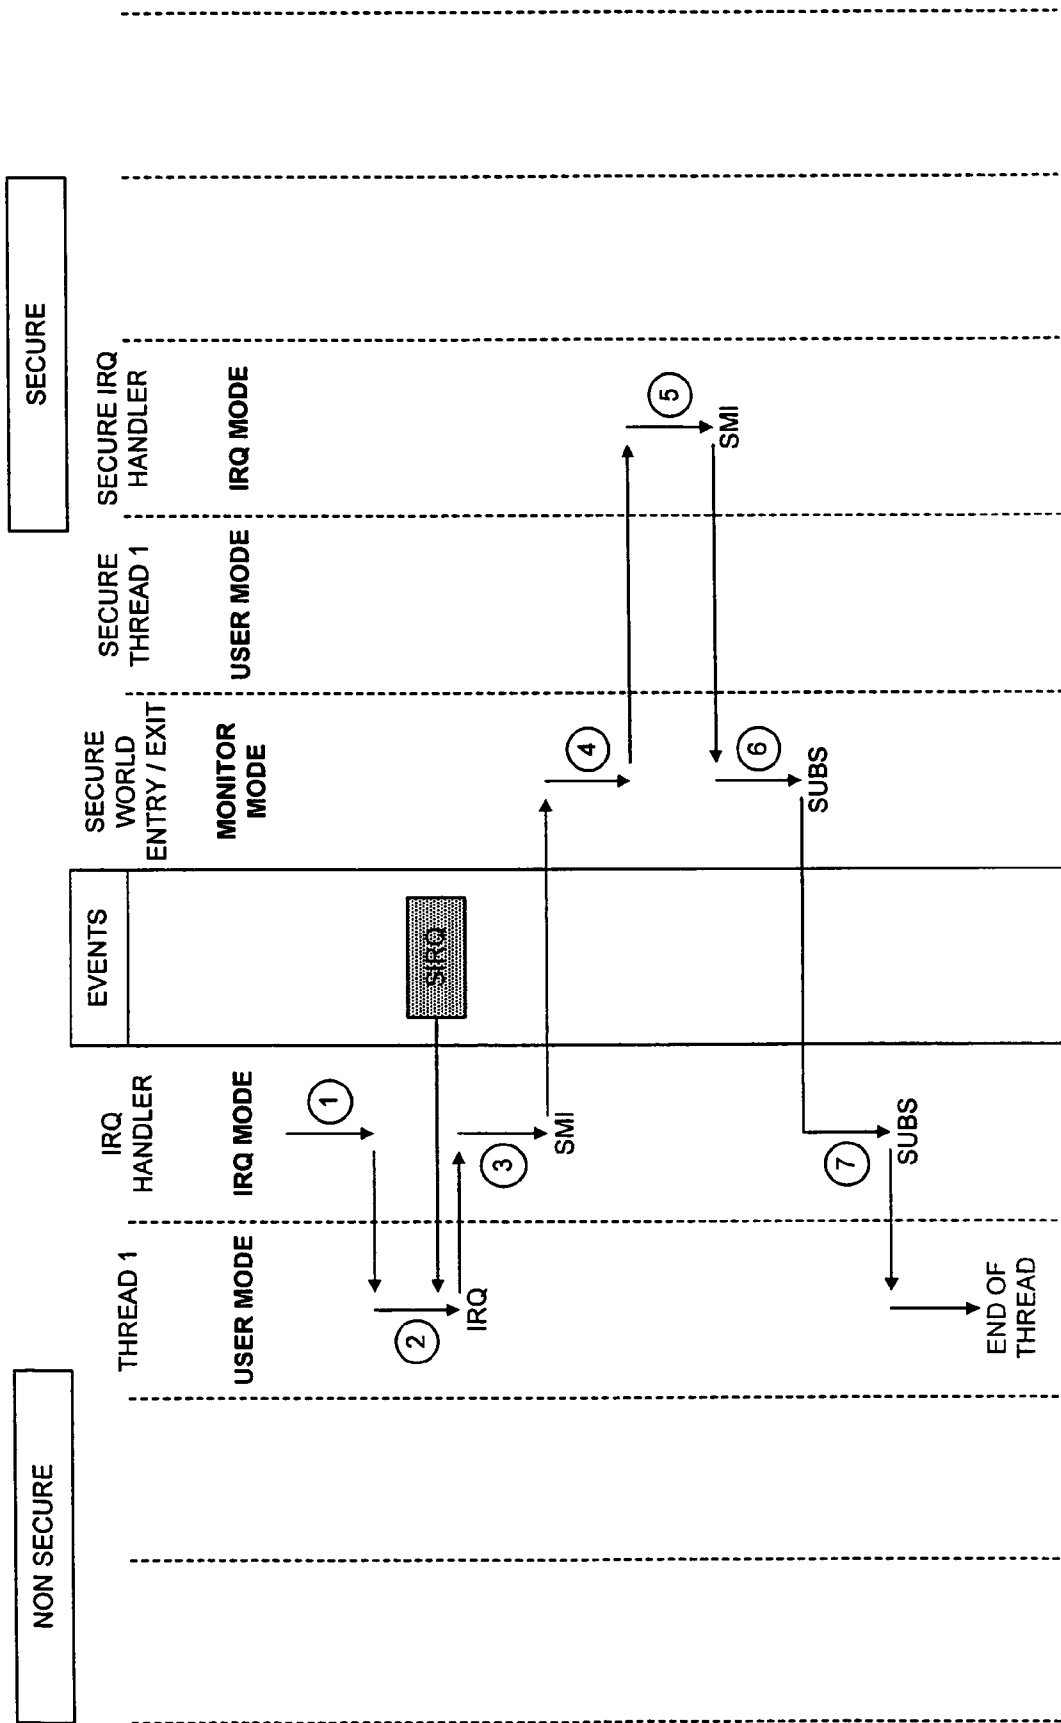 NON SECURE
SECURE
EVENTS
THREAD 1
USER MODE
IRQ
HANDLER
IRQ MODE
SECURE
WORLD
ENTRY / EXIT
MONITOR
MODE
SECURE
THREAD 1
USER MODE
SECURE IRQ
HANDLER
IRQ MODE
1
2
SIRQ
IRQ
3
SMI
4
5
SMI
6
SUBS
7
SUBS
END OF
THREAD